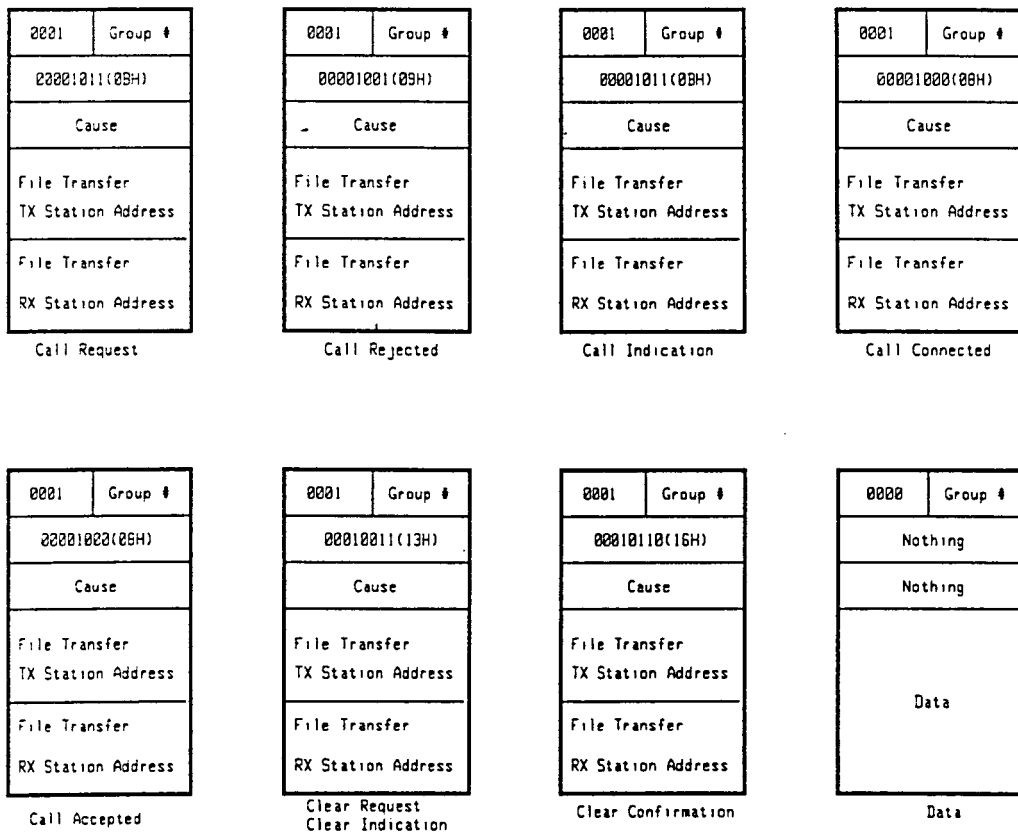 0001 Group #
00001011(0BH)
Cause
File Transfer
TX Station Address
File Transfer
RX Station Address
Call Request
0001 Group #
00001001(09H)
Cause
File Transfer
TX Station Address
File Transfer
RX Station Address
Call Rejected
0001 Group #
00001011(0BH)
Cause
File Transfer
TX Station Address
File Transfer
RX Station Address
Call Indication
0001 Group #
00001000(08H)
Cause
File Transfer
TX Station Address
File Transfer
RX Station Address
Call Connected
0001 Group #
00001000(08H)
Cause
File Transfer
TX Station Address
File Transfer
RX Station Address
Call Accepted
0001 Group #
00010011(13H)
Cause
File Transfer
TX Station Address
File Transfer
RX Station Address
Clear Request
Clear Indication
0001 Group #
00010110(16H)
Cause
File Transfer
TX Station Address
File Transfer
RX Station Address
Clear Confirmation
0000 Group #
Nothing
Nothing
Data
Data